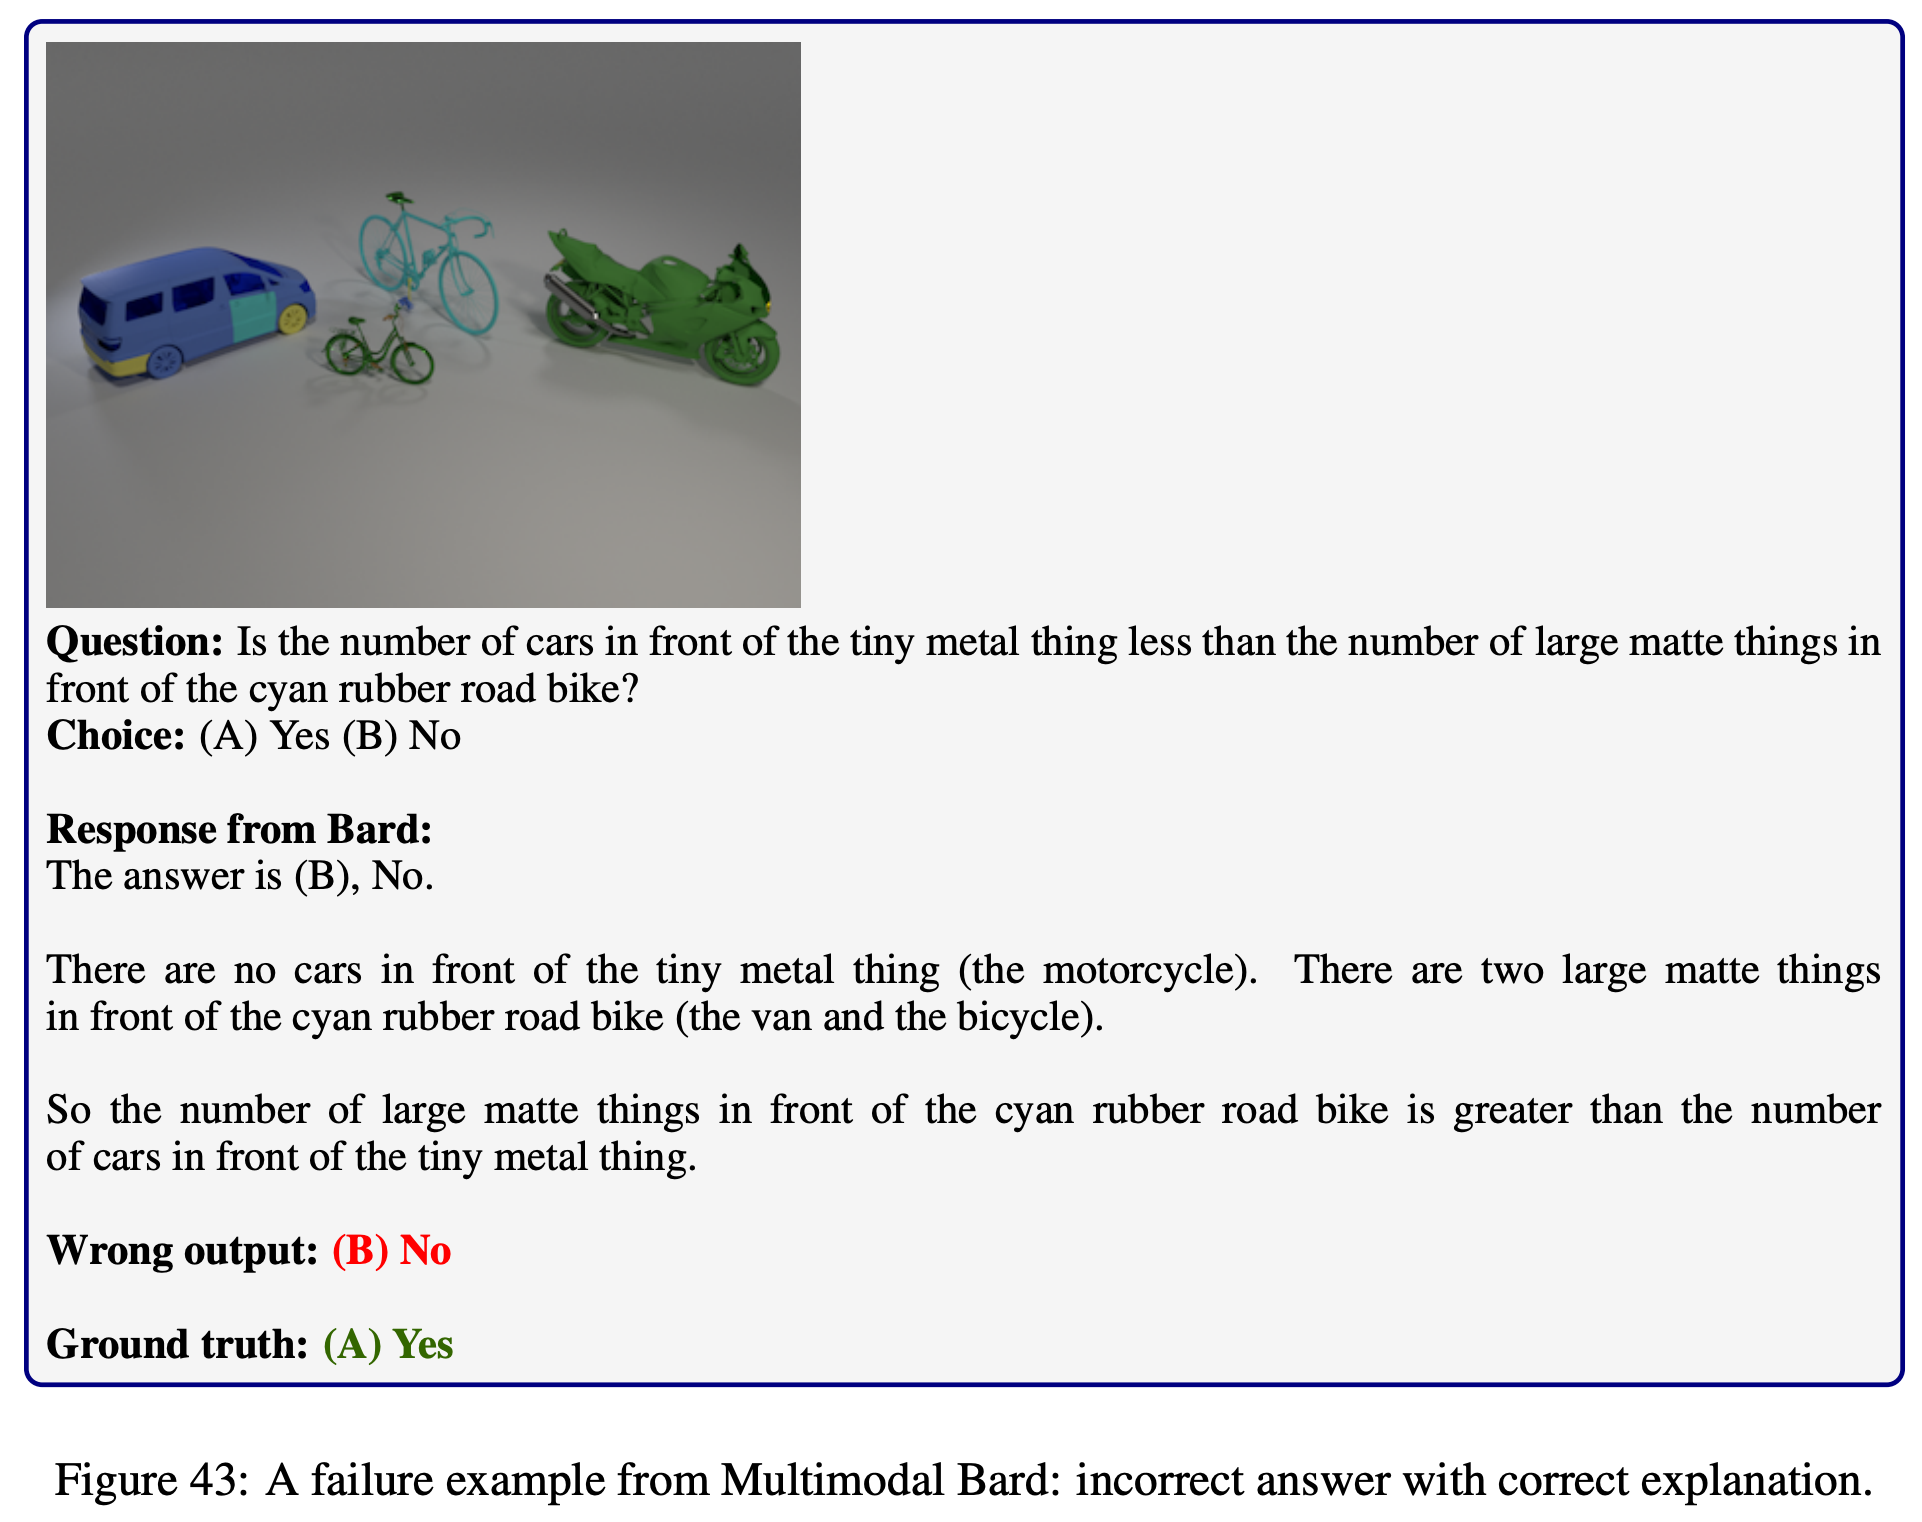 Question: Is the number of cars in front of the tiny metal thing less than the number of large matte things in
front of the cyan rubber road bike?
Choice: (A) Yes (B) No
Response from Bard:
The answer is (B), No.
There are no cars in front of the tiny metal thing (the motorcycle). There are two large matte things
in front of the cyan rubber road bike (the van and the bicycle).
So the number of large matte things in front of the cyan rubber road bike is greater than the number
of cars in front of the tiny metal thing.
Wrong output: (B) No
Ground truth: (A) Yes
Figure 43: A failure example from Multimodal Bard: incorrect answer with correct explanation.